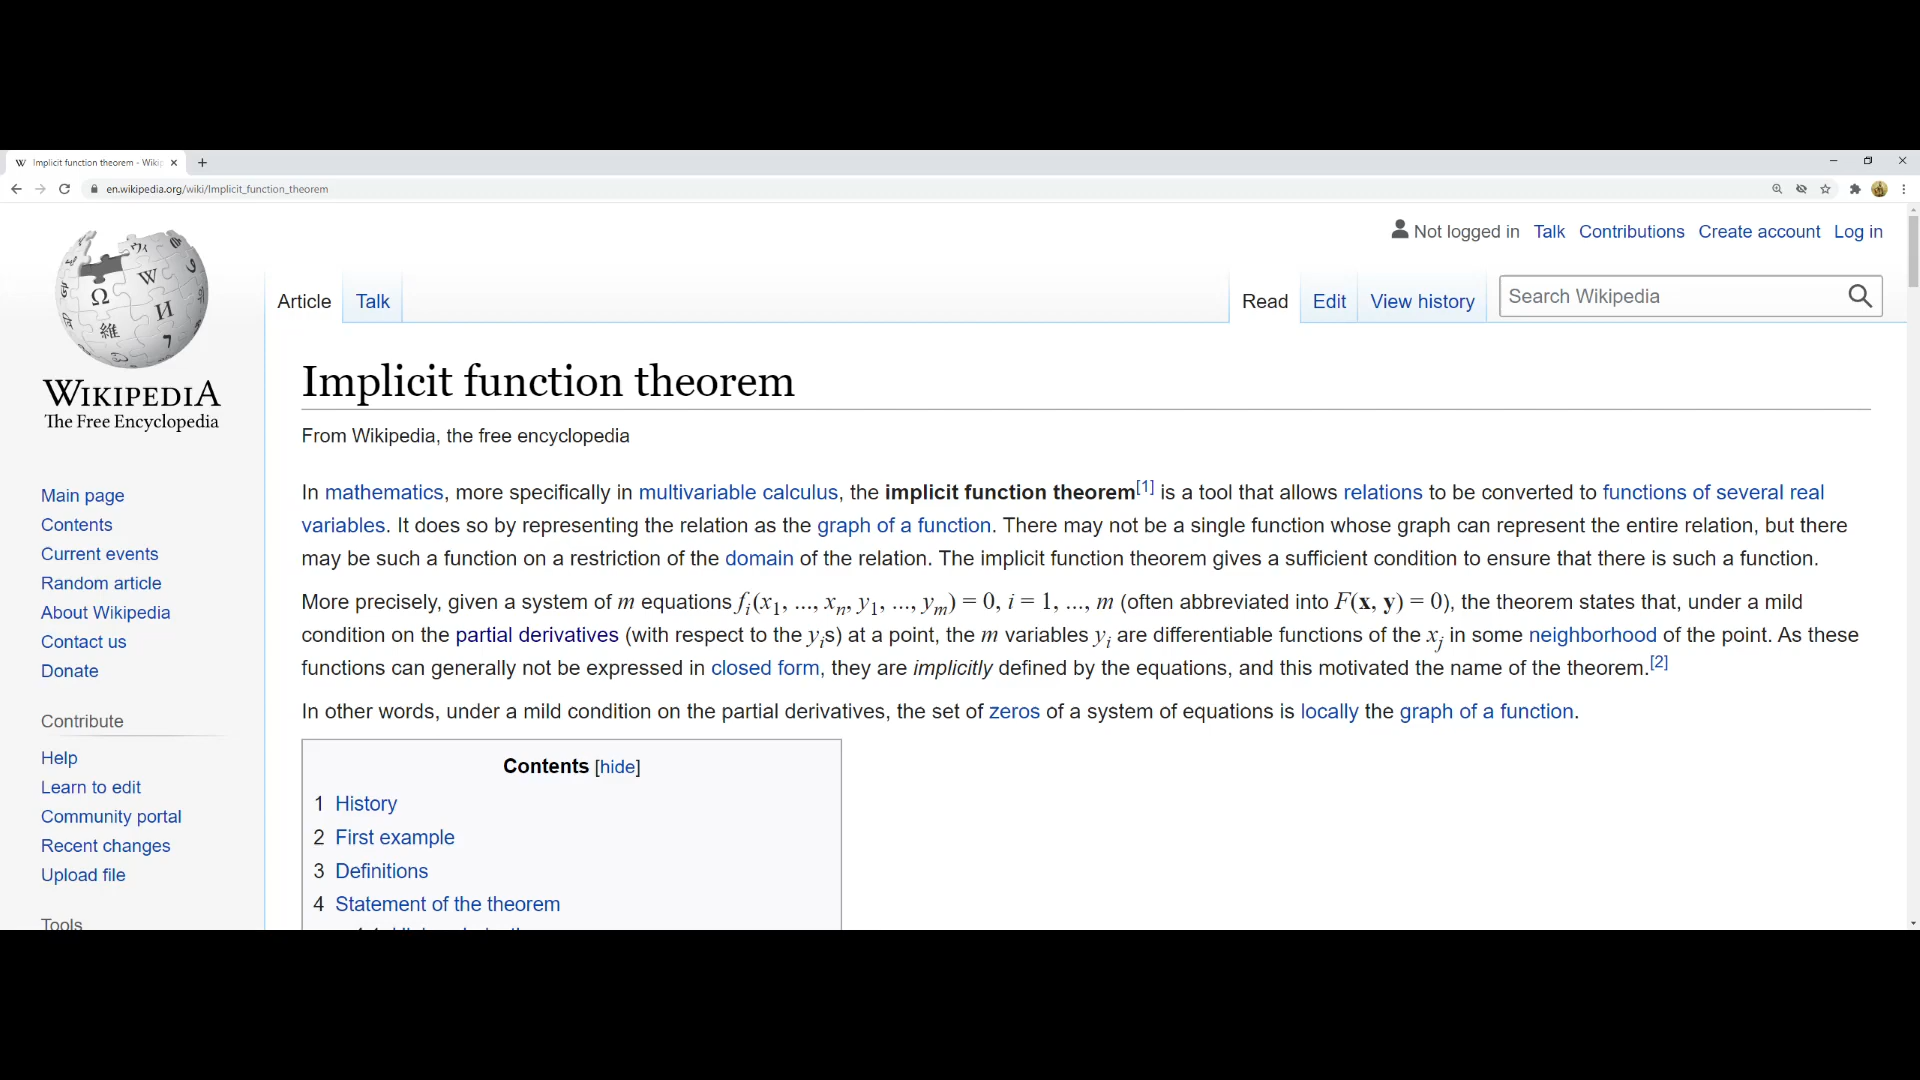 Implicit function theorem - Wiki
en.wikipedia.org/wiki/Implicit_function_theorem
Not logged in Talk Contributions Create account Log in
Article Talk Read Edit View history Search Wikipedia
WIKIPEDIA
The Free Encyclopedia
Main page
Contents
Current events
Random article
About Wikipedia
Contact us
Donate
Contribute
Help
Learn to edit
Community portal
Recent changes
Upload file
Tools
Implicit function theorem
From Wikipedia, the free encyclopedia
In mathematics, more specifically in multivariable calculus, the implicit function theorem[1] is a tool that allows relations to be converted to functions of several real
variables. It does so by representing the relation as the graph of a function. There may not be a single function whose graph can represent the entire relation, but there
may be such a function on a restriction of the domain of the relation. The implicit function theorem gives a sufficient condition to ensure that there is such a function.
More precisely, given a system of m equations fᵢ(x₁, ..., xₙ, y₁, ..., yₘ) = 0, i = 1, ..., m (often abbreviated into F(x, y) = 0), the theorem states that, under a mild
condition on the partial derivatives (with respect to the yᵢs) at a point, the m variables yᵢ are differentiable functions of the xⱼ in some neighborhood of the point. As these
functions can generally not be expressed in closed form, they are implicitly defined by the equations, and this motivated the name of the theorem.[2]
In other words, under a mild condition on the partial derivatives, the set of zeros of a system of equations is locally the graph of a function.
Contents [hide]
1 History
2 First example
3 Definitions
4 Statement of the theorem